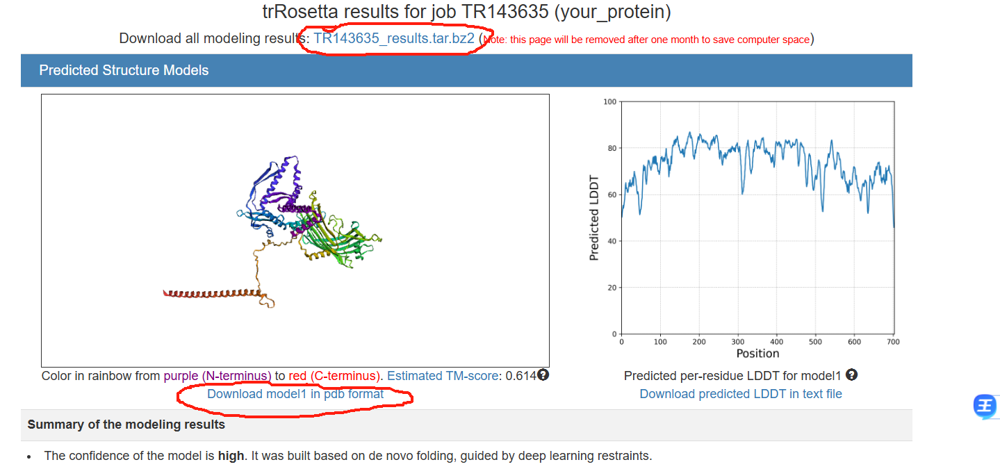 trRosetta results for job TR143635 (your_protein)
Download all modeling results: TR143635_results.tar.bz2 (Note: this page will be removed after one month to save computer space)
Predicted Structure Models
100
80
60
40
20
0
Predicted LDDT
0 100 200 300 400 500 600 700
Position
Color in rainbow from purple (N-terminus) to red (C-terminus). Estimated TM-score: 0.614?
Download model1 in pdb format
Predicted per-residue LDDT for model1 ?
Download predicted LDDT in text file
王
Summary of the modeling results
• The confidence of the model is high. It was built based on de novo folding, guided by deep learning restraints.